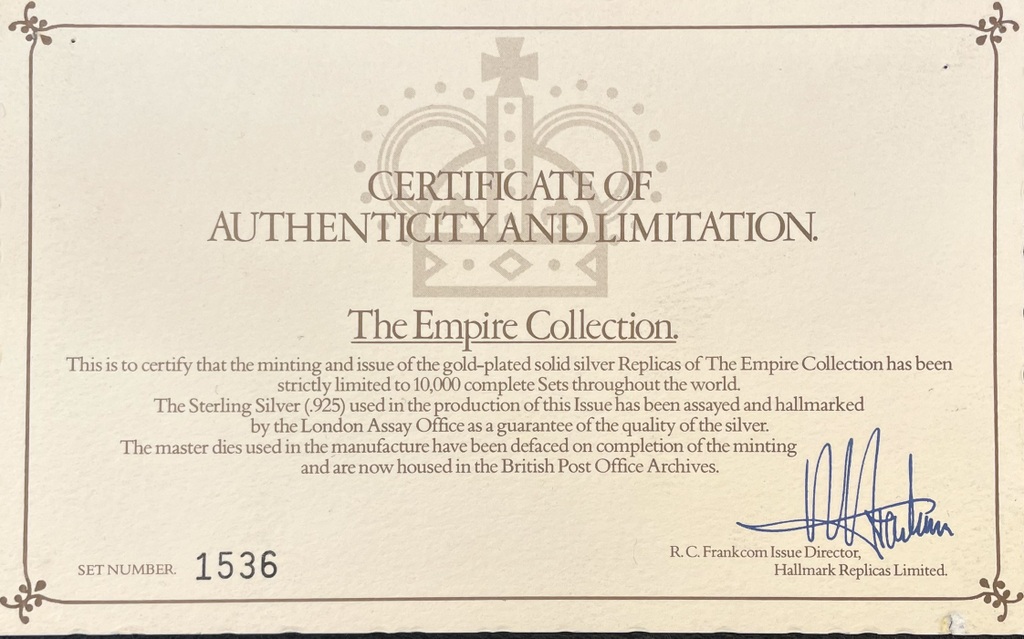 CERTIFICATE OF
AUTHENTICITY AND LIMITATION.
The Empire Collection.
This is to certify that the minting and issue of the gold-plated solid silver Replicas of The Empire Collection has been
strictly limited to 10,000 complete Sets throughout the world.
The Sterling Silver (.925) used in the production of this Issue has been assayed and hallmarked
by the London Assay Office as a guarantee of the quality of the silver.
The master dies used in the manufacture have been defaced on completion of the minting
and are now housed in the British Post Office Archives.
R. C. Frankcom Issue Director,
Hallmark Replicas Limited.
SET NUMBER. 1536